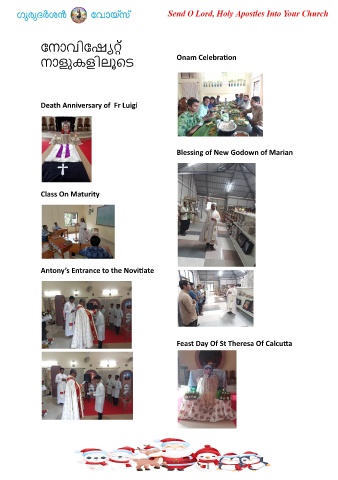 ഗുരുദർശൻ വോയ്സ്
Send O Lord, Holy Apostles Into Your Church
നോവിഷ്യേറ്റ്
നാളുകളിലൂടെ
Death Anniversary of Fr Luigi
Class On Maturity
Antony's Entrance to the Novitiate
Onam Celebration
Blessing of New Godown of Marian
Feast Day Of St Theresa Of Calcutta